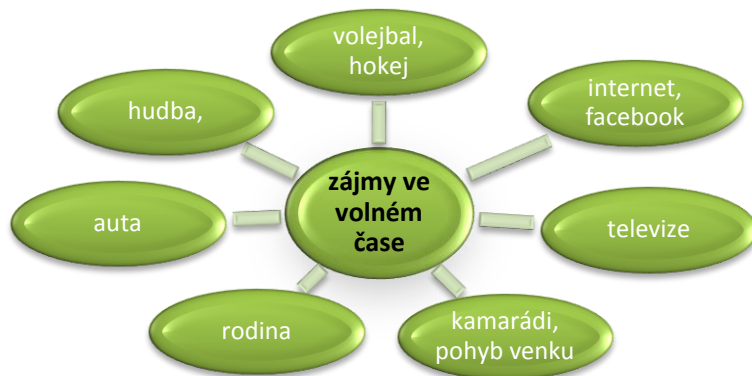 volejbal,
hokej
internet,
facebook
hudba,
zájmy ve
volném
čase
auta
televize
rodina
kamarádi,
pohyb venku